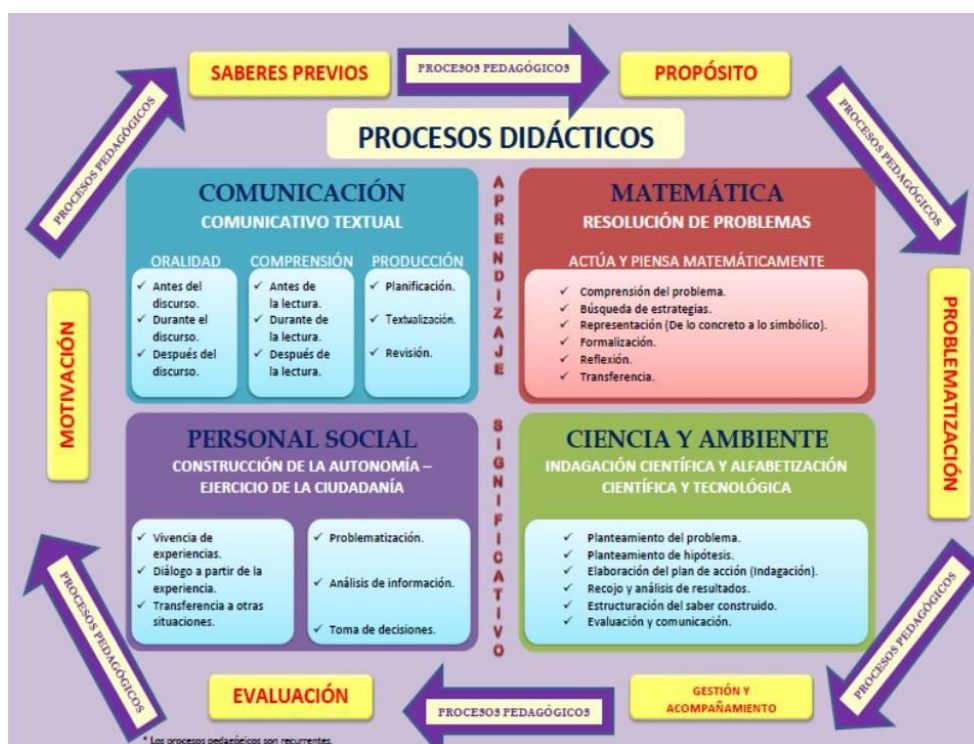 SABERES PREVIOS
PROCESOS PEDAGÓGICOS
PROPÓSITO
PROCESOS PEDAGÓGICOS
PROCESOS PEDAGÓGICOS
PROCESOS DIDÁCTICOS
COMUNICACIÓN
COMUNICATIVO TEXTUAL
ORALIDAD
✓ Antes del
discurso.
✓ Durante el
discurso.
✓ Después del
discurso.
COMPRENSIÓN
✓ Antes de
la lectura.
✓ Durante de
la lectura.
✓ Después de
la lectura.
PRODUCCIÓN
✓ Planificación.
✓ Textualización.
✓ Revisión.
APRENDIZAJE
MATEMÁTICA
RESOLUCIÓN DE PROBLEMAS
ACTÚA Y PIENSA MATEMÁTICAMENTE
✓ Comprensión del problema.
✓ Búsqueda de estrategias.
✓ Representación (De lo concreto a lo simbólico).
✓ Formalización.
✓ Reflexión.
✓ Transferencia.
MOTIVACIÓN
PROBLEMATIZACIÓN
PERSONAL SOCIAL
CONSTRUCCIÓN DE LA AUTONOMÍA –
EJERCICIO DE LA CIUDADANÍA
✓ Vivencia de
experiencias.
✓ Diálogo a partir de la
experiencia.
✓ Transferencia a otras
situaciones.
✓ Problematización.
✓ Análisis de información.
✓ Toma de decisiones.
SIGNIFICATIVO
CIENCIA Y AMBIENTE
INDAGACIÓN CIENTÍFICA Y ALFABETIZACIÓN
CIENTÍFICA Y TECNOLÓGICA
✓ Planteamiento del problema.
✓ Planteamiento de hipótesis.
✓ Elaboración del plan de acción (Indagación).
✓ Recojo y análisis de resultados.
✓ Estructuración del saber construido.
✓ Evaluación y comunicación.
PROCESOS PEDAGÓGICOS
PROCESOS PEDAGÓGICOS
EVALUACIÓN
PROCESOS PEDAGÓGICOS
GESTIÓN Y
ACOMPAÑAMIENTO
* Los procesos pedagógicos son recurrentes.